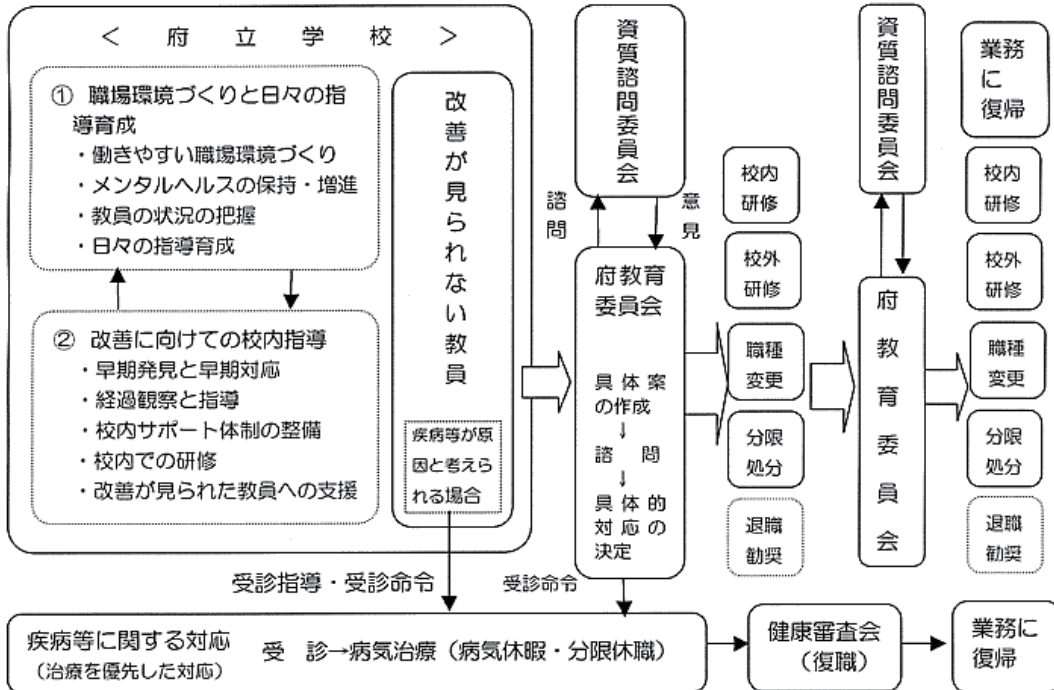 ＜　府　立　学　校　＞
① 職場環境づくりと日々の指
導育成
・働きやすい職場環境づくり
・メンタルヘルスの保持・増進
・教員の状況の把握
・日々の指導育成
② 改善に向けての校内指導
・早期発見と早期対応
・経過観察と指導
・校内サポート体制の整備
・校内での研修
・改善が見られた教員への支援
改善が見られない教員
疾病等が原
因と考えら
れる場合
受診指導・受診命令
資質諮問委員会
諮問
意見
府教育
委員会
具体案
の作成
↓
諮　問
↓
具体的
対応の
決定
受診命令
校内
研修
校外
研修
職種
変更
分限
処分
退職
勧奨
資質諮問委員会
府教育委員会
業務
に
復帰
校内
研修
校外
研修
職種
変更
分限
処分
退職
勧奨
疾病等に関する対応
（治療を優先した対応）
受　診→病気治療（病気休暇・分限休職）
健康審査会
（復職）
業務に
復帰